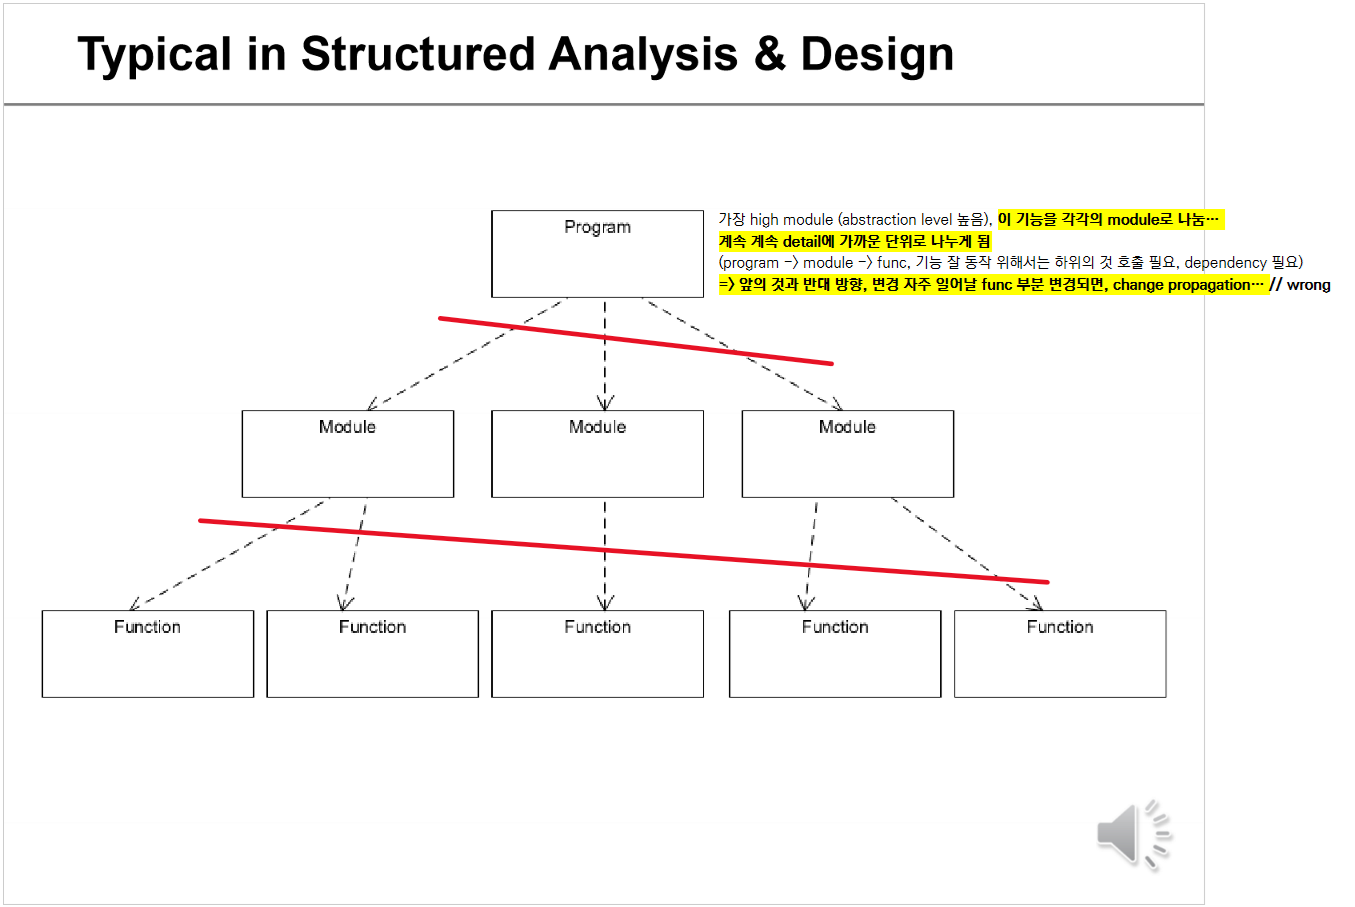 Typical in Structured Analysis & Design
Program
가장 high module (abstraction level 높음), 이 기능을 각각의 module로 나눔…
계속 계속 detail에 가까운 단위로 나누게 됨
(program -> module -> func, 기능 잘 동작 위해서는 하위의 것 호출 필요, dependency 필요)
=> 앞의 것과 반대 방향, 변경 자주 일어날 func 부분 변경되면, change propagation… // wrong
Module Module Module
Function Function Function Function Function